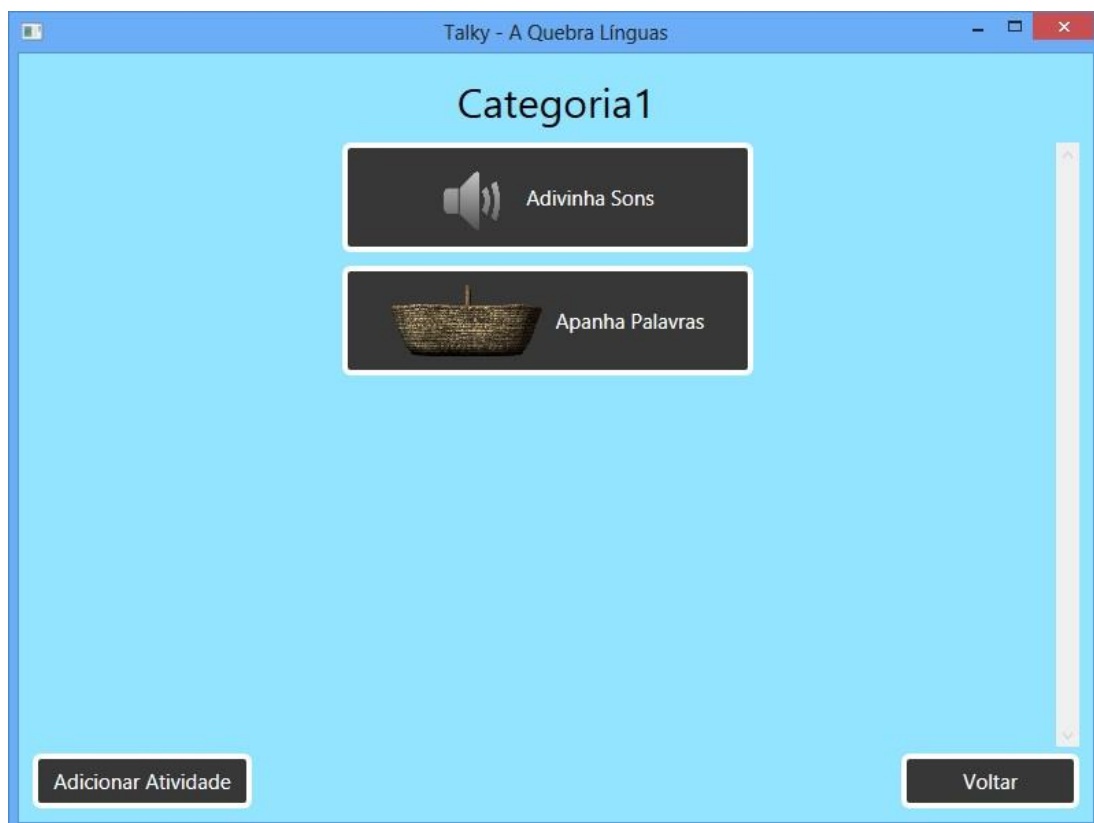 Talky - A Quebra Línguas
Categoria1
Adivinha Sons
Apanha Palavras
Adicionar Atividade
Voltar